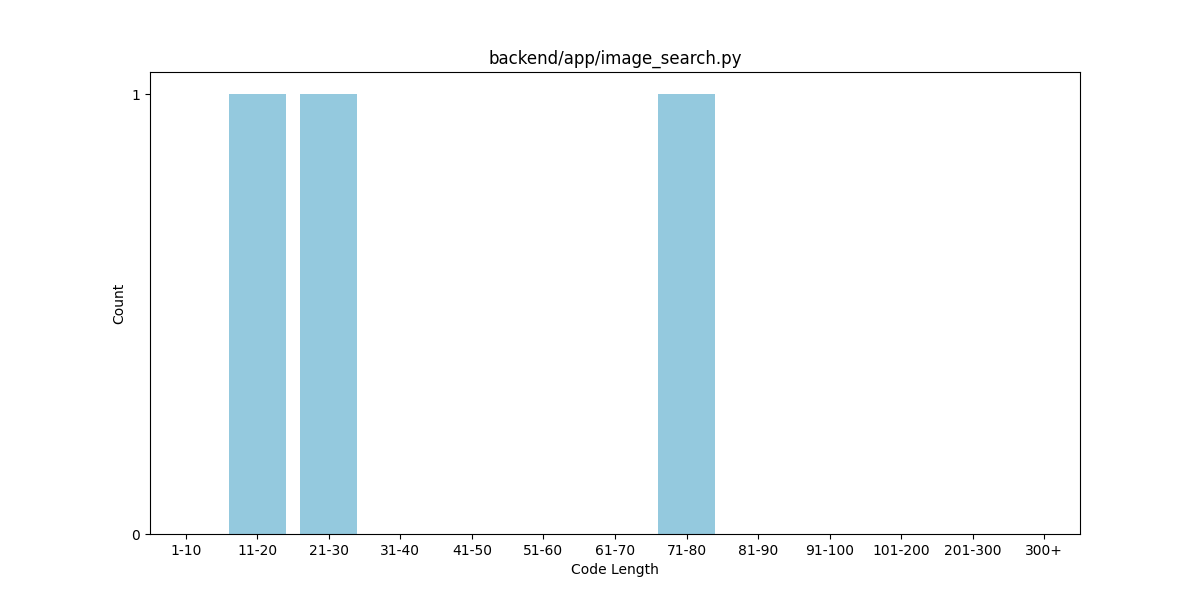 backend/app/image_search.py
Count
1
0
1-10 11-20 21-30 31-40 41-50 51-60 61-70 71-80 81-90 91-100 101-200 201-300 300+
Code Length